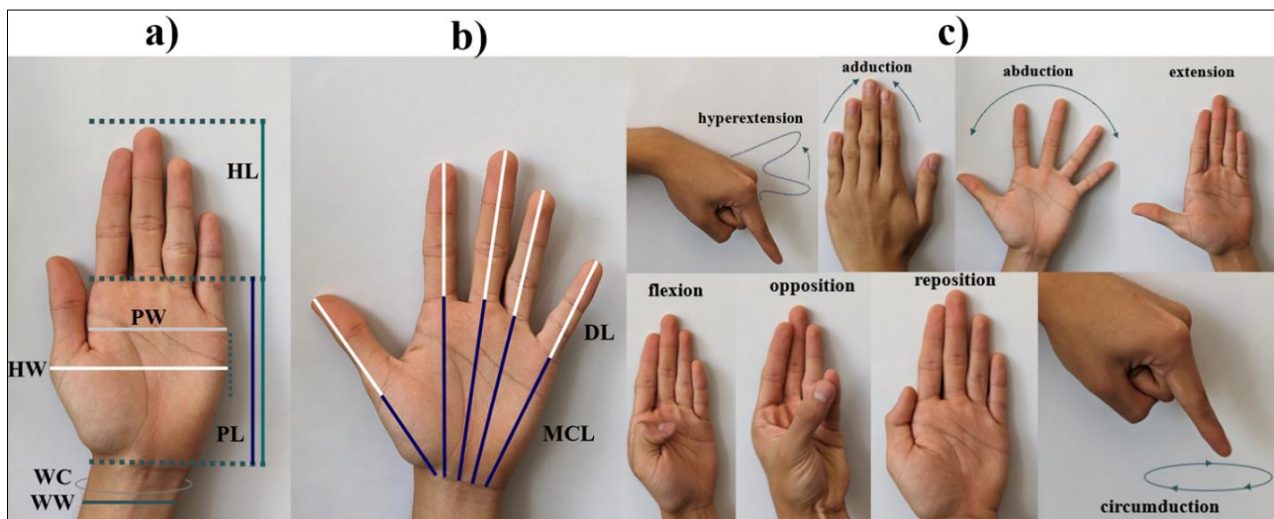 a)
b)
c)
HL
PW
HW
PL
WC
WW
DL
MCL
hyperextension
adduction
abduction
extension
flexion
opposition
reposition
circumduction